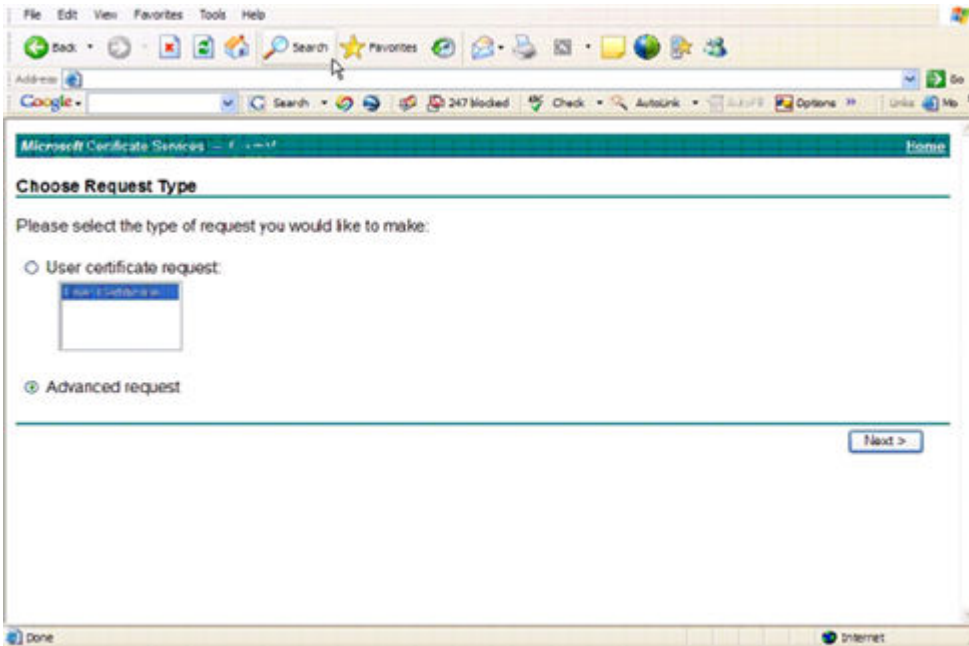 File Edit View Favorites Tools Help
Back Search Favorites
Address Go
Google Search 247 blocked Check AutoLink AutoFill Options Links
Microsoft Certificate Services --
Home
Choose Request Type
Please select the type of request you would like to make:
User certificate request:
Advanced request
Next >
Done Internet